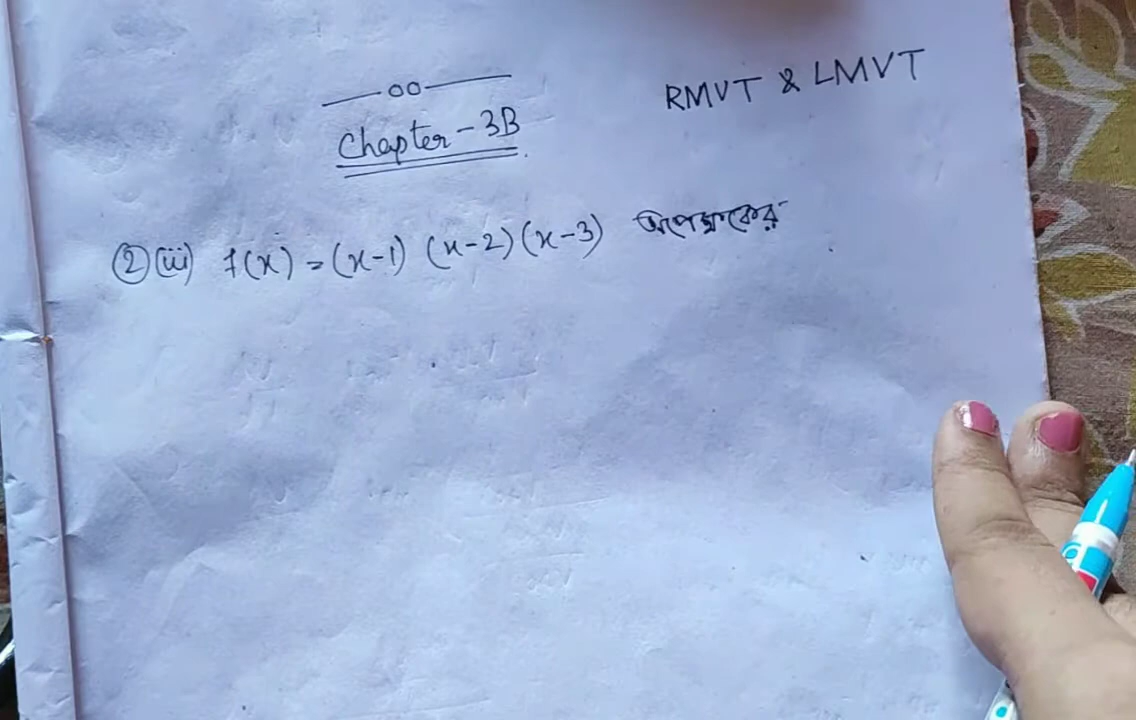 RMVT & LMVT
Chapter - 3B
② (iii) f(x) = (x-1) (x-2) (x-3) অপেক্ষকের